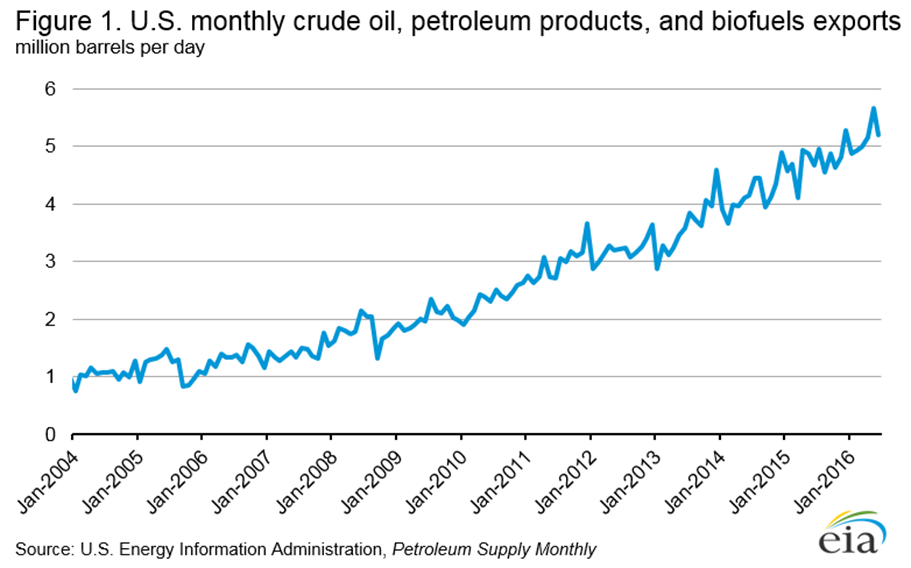 Figure 1. U.S. monthly crude oil, petroleum products, and biofuels exports
million barrels per day
6
5
4
3
2
1
0
Jan-2004
Jan-2005
Jan-2006
Jan-2007
Jan-2008
Jan-2009
Jan-2010
Jan-2011
Jan-2012
Jan-2013
Jan-2014
Jan-2015
Jan-2016
eia
Source: U.S. Energy Information Administration, Petroleum Supply Monthly